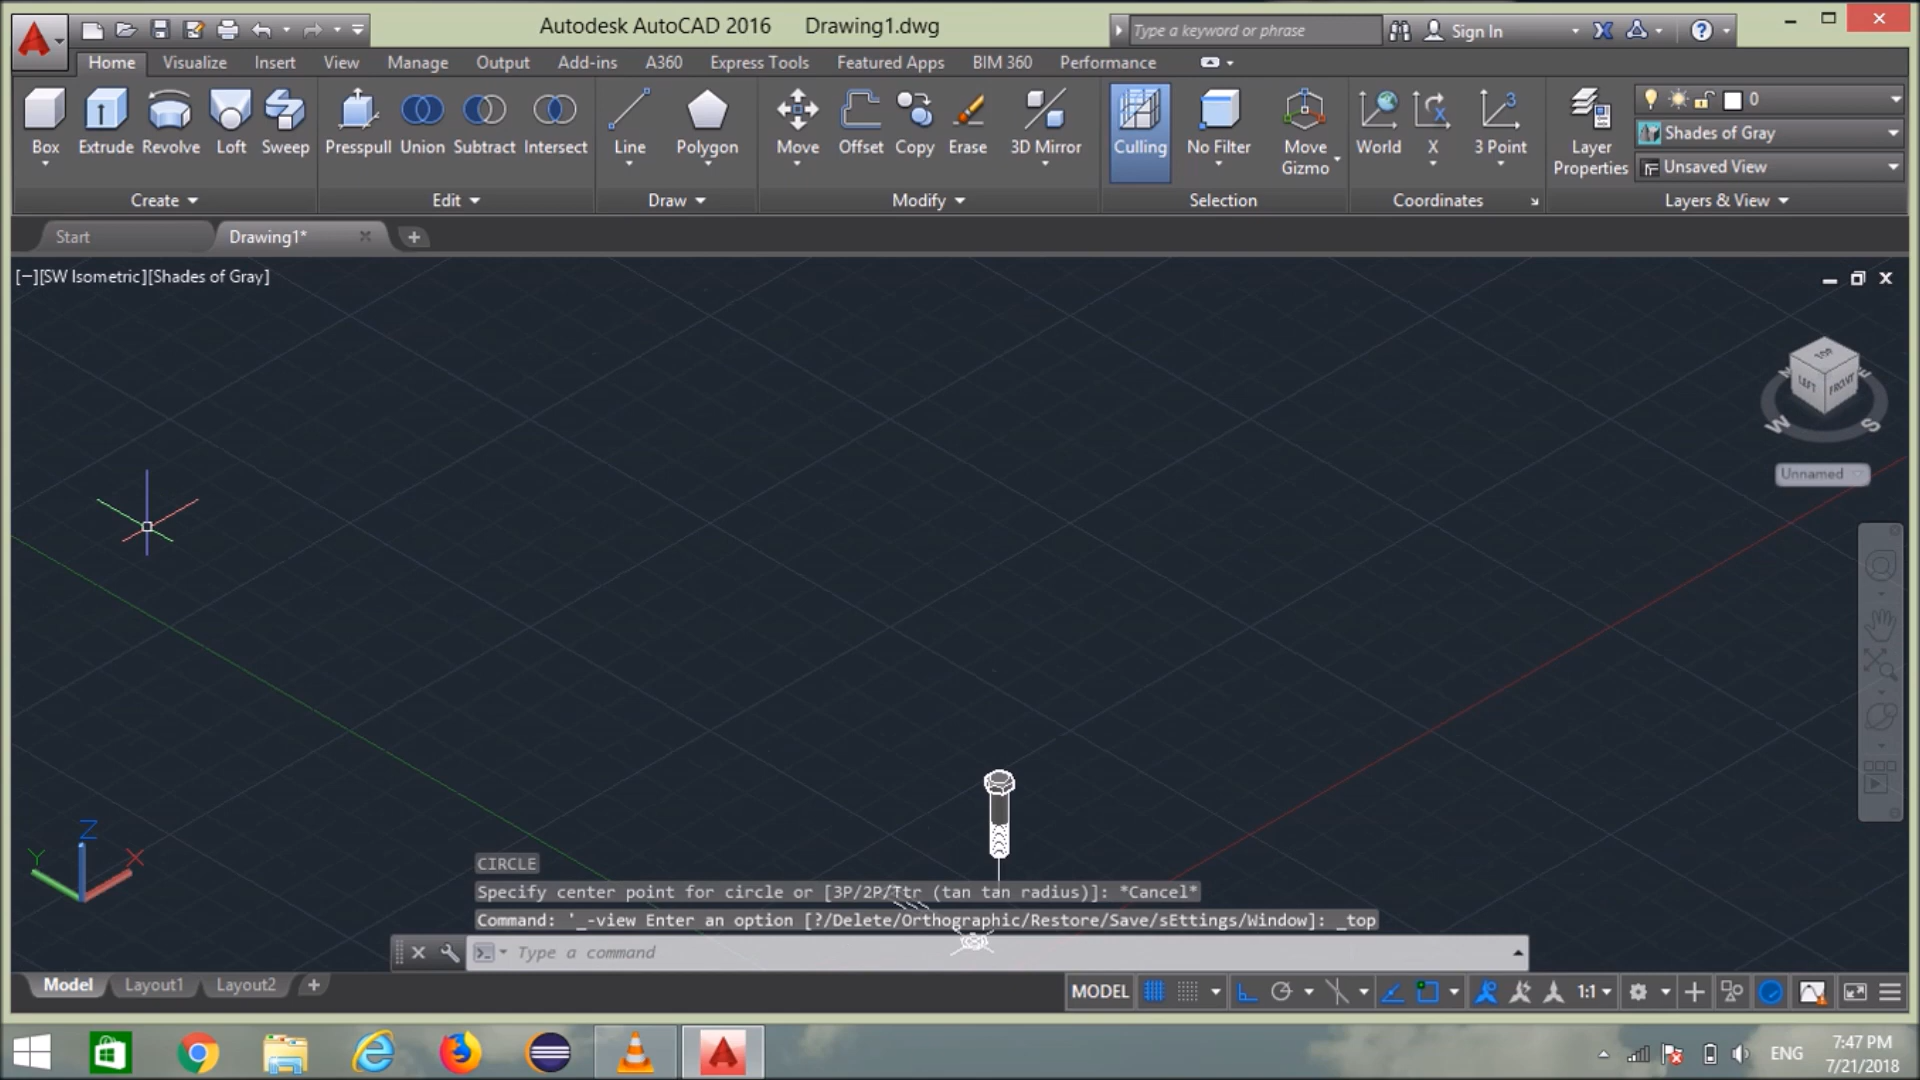 Autodesk AutoCAD 2016 Drawing1.dwg
Type a keyword or phrase
Sign In
Home Visualize Insert View Manage Output Add-ins A360 Express Tools Featured Apps BIM 360 Performance
Box Extrude Revolve Loft Sweep
Presspull Union Subtract Intersect
Line Polygon
Move Offset Copy Erase 3D Mirror
Culling No Filter Move Gizmo
World X 3 Point
Layer Properties
0
Shades of Gray
Unsaved View
Create Edit Draw Modify Selection Coordinates Layers & View
Start Drawing1*
[−][SW Isometric][Shades of Gray]
TOP
LEFT FRONT
W S
Unnamed
Z
Y X
CIRCLE
Specify center point for circle or [3P/2P/Ttr (tan tan radius)]: *Cancel*
Command: '_-view Enter an option [?/Delete/Orthographic/Restore/Save/sEttings/Window]: _top
Type a command
Model Layout1 Layout2
MODEL 1:1
ENG
7:47 PM
7/21/2018